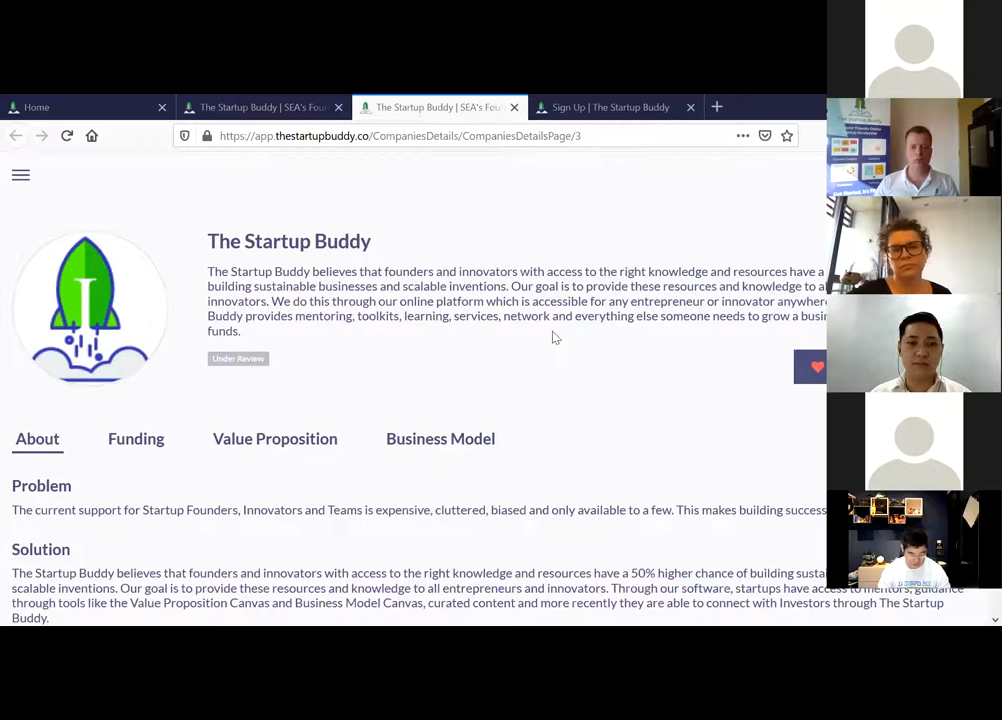 Home
The Startup Buddy | SEA's Fou
The Startup Buddy | SEA's Fou
Sign Up | The Startup Buddy
https://app.thestartupbuddy.co/CompaniesDetails/CompaniesDetailsPage/3
The Startup Buddy
The Startup Buddy believes that founders and innovators with access to the right knowledge and resources have a
building sustainable businesses and scalable inventions. Our goal is to provide these resources and knowledge to a
innovators. We do this through our online platform which is accessible for any entrepreneur or innovator anywher
Buddy provides mentoring, toolkits, learning, services, network and everything else someone needs to grow a busi
funds.
Under Review
About
Funding
Value Proposition
Business Model
Problem
The current support for Startup Founders, Innovators and Teams is expensive, cluttered, biased and only available to a few. This makes building success
Solution
The Startup Buddy believes that founders and innovators with access to the right knowledge and resources have a 50% higher chance of building susta
scalable inventions. Our goal is to provide these resources and knowledge to all entrepreneurs and innovators. Through our software, startups have access to mentors, guidance
through tools like the Value Proposition Canvas and Business Model Canvas, curated content and more recently they are able to connect with Investors through The Startup
Buddy.